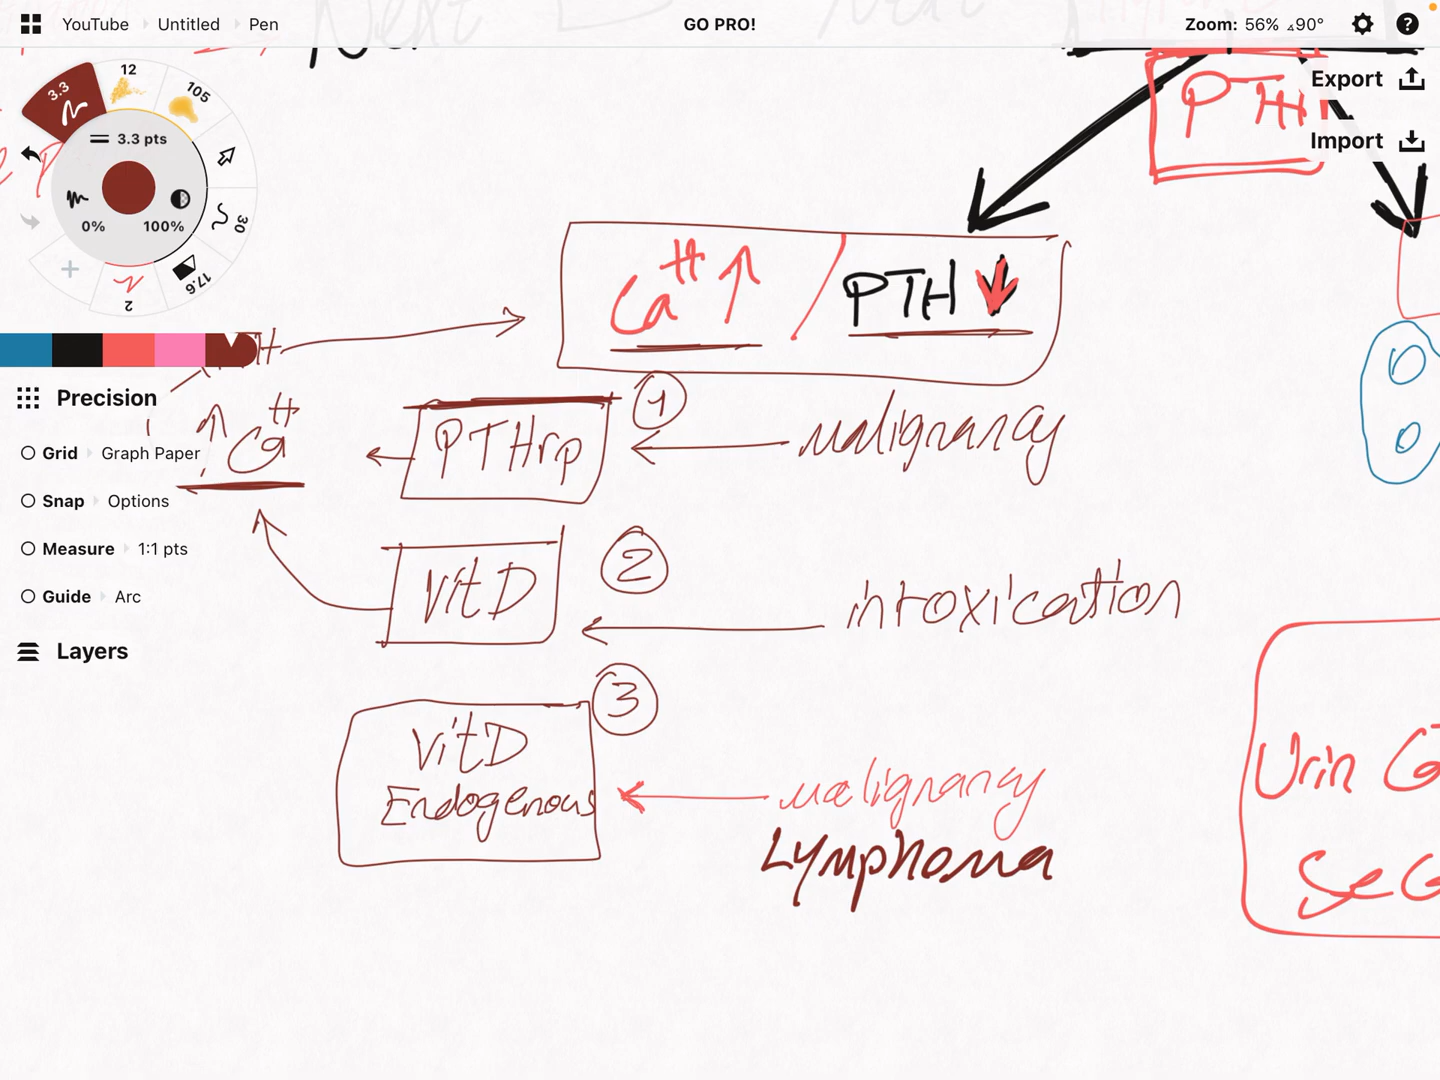 YouTube Untitled Pen
GO PRO!
Zoom: 56% ⊿90°
Export
Import
12
105
3.3
3.3 pts
0% 100%
30
17.6
2
PTH
Ca++ ↑ / PTH ↓
Precision
Grid Graph Paper
Snap Options
Measure 1:1 pts
Guide Arc
Layers
↑ Ca++
PTHrp
1
malignancy
Vit D
2
intoxication
3
Vit D
Endogenous
malignancy
Lymphoma
Urin